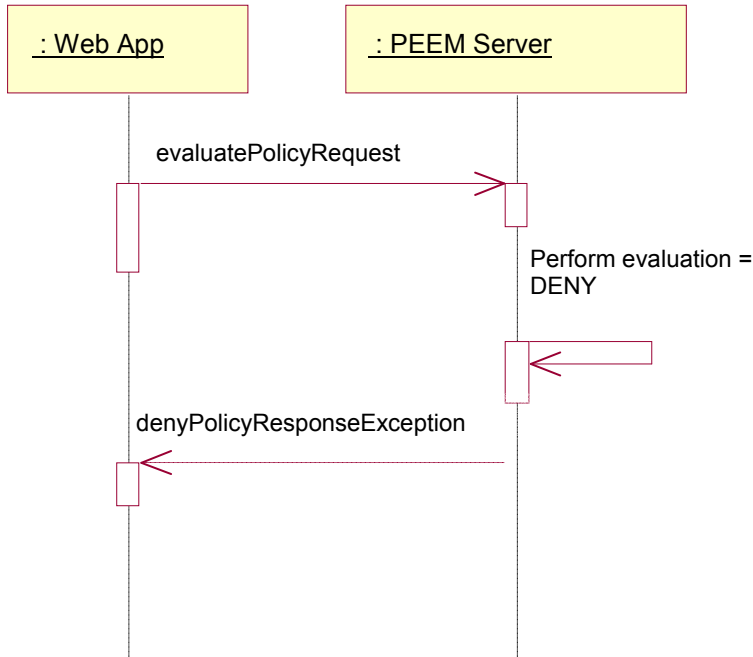 : Web App
: PEEM Server
evaluatePolicyRequest
Perform evaluation =
DENY
denyPolicyResponseException